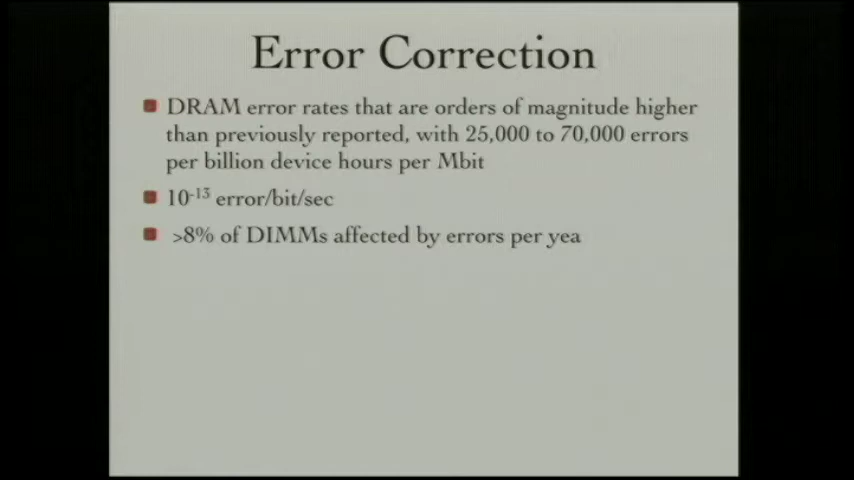 Error Correction
DRAM error rates that are orders of magnitude higher
than previously reported, with 25,000 to 70,000 errors
per billion device hours per Mbit
10⁻¹³ error/bit/sec
>8% of DIMMs affected by errors per yea